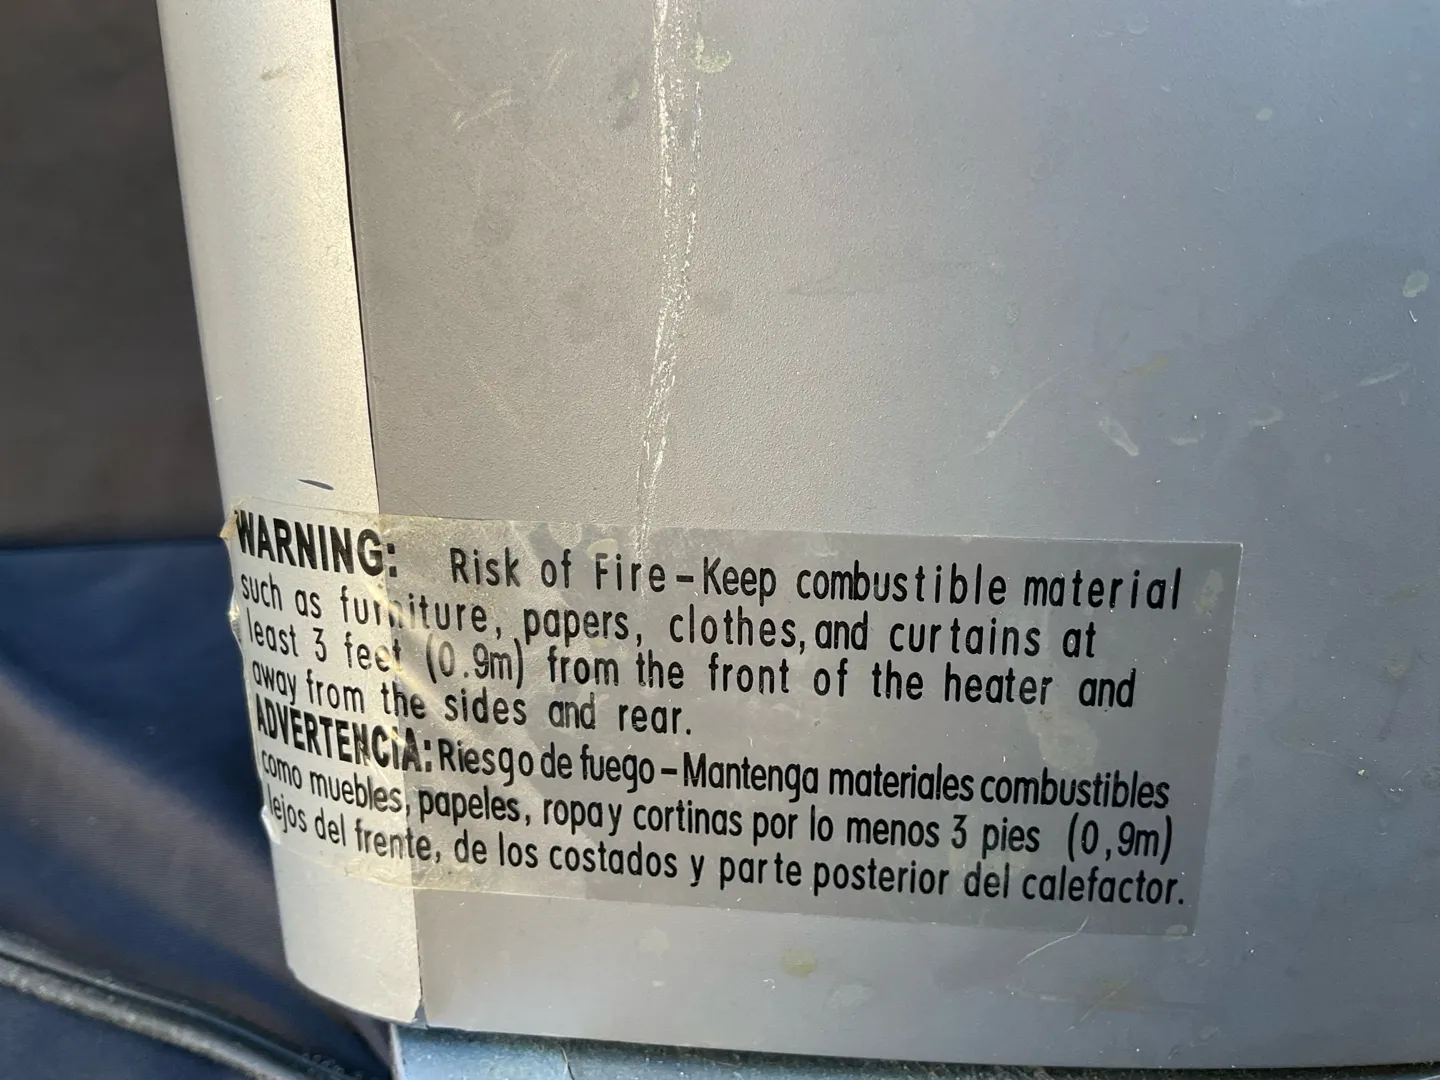 WARNING: Risk of Fire-Keep combustible material
such as furniture, papers, clothes, and curtains at
least 3 feet (0.9m) from the front of the heater and
away from the sides and rear.
ADVERTENCIA: Riesgo de fuego-Mantenga materiales combustibles
como muebles, papeles, ropa y cortinas por lo menos 3 pies (0,9m)
lejos del frente, de los costados y parte posterior del calefactor.